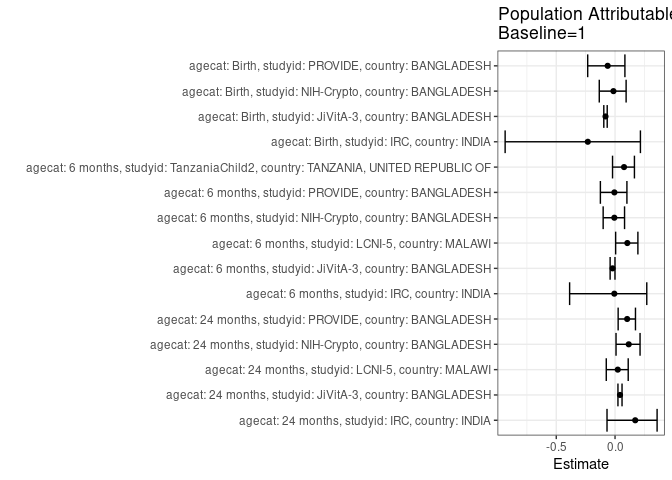 Population Attributable
Baseline=1
agecat: Birth, studyid: PROVIDE, country: BANGLADESH
agecat: Birth, studyid: NIH-Crypto, country: BANGLADESH
agecat: Birth, studyid: JiVitA-3, country: BANGLADESH
agecat: Birth, studyid: IRC, country: INDIA
agecat: 6 months, studyid: TanzaniaChild2, country: TANZANIA, UNITED REPUBLIC OF
agecat: 6 months, studyid: PROVIDE, country: BANGLADESH
agecat: 6 months, studyid: NIH-Crypto, country: BANGLADESH
agecat: 6 months, studyid: LCNI-5, country: MALAWI
agecat: 6 months, studyid: JiVitA-3, country: BANGLADESH
agecat: 6 months, studyid: IRC, country: INDIA
agecat: 24 months, studyid: PROVIDE, country: BANGLADESH
agecat: 24 months, studyid: NIH-Crypto, country: BANGLADESH
agecat: 24 months, studyid: LCNI-5, country: MALAWI
agecat: 24 months, studyid: JiVitA-3, country: BANGLADESH
agecat: 24 months, studyid: IRC, country: INDIA
-0.5 0.0
Estimate